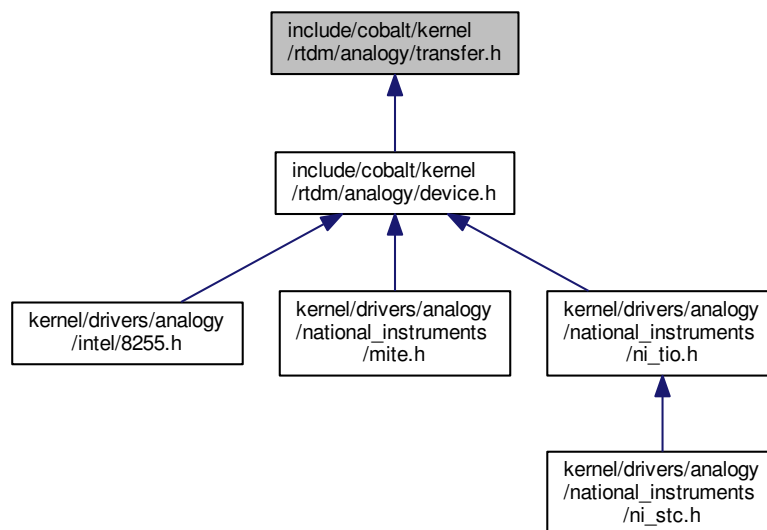 include/cobalt/kernel
/rtdm/analogy/transfer.h
include/cobalt/kernel
/rtdm/analogy/device.h
kernel/drivers/analogy
/intel/8255.h
kernel/drivers/analogy
/national_instruments
/mite.h
kernel/drivers/analogy
/national_instruments
/ni_tio.h
kernel/drivers/analogy
/national_instruments
/ni_stc.h